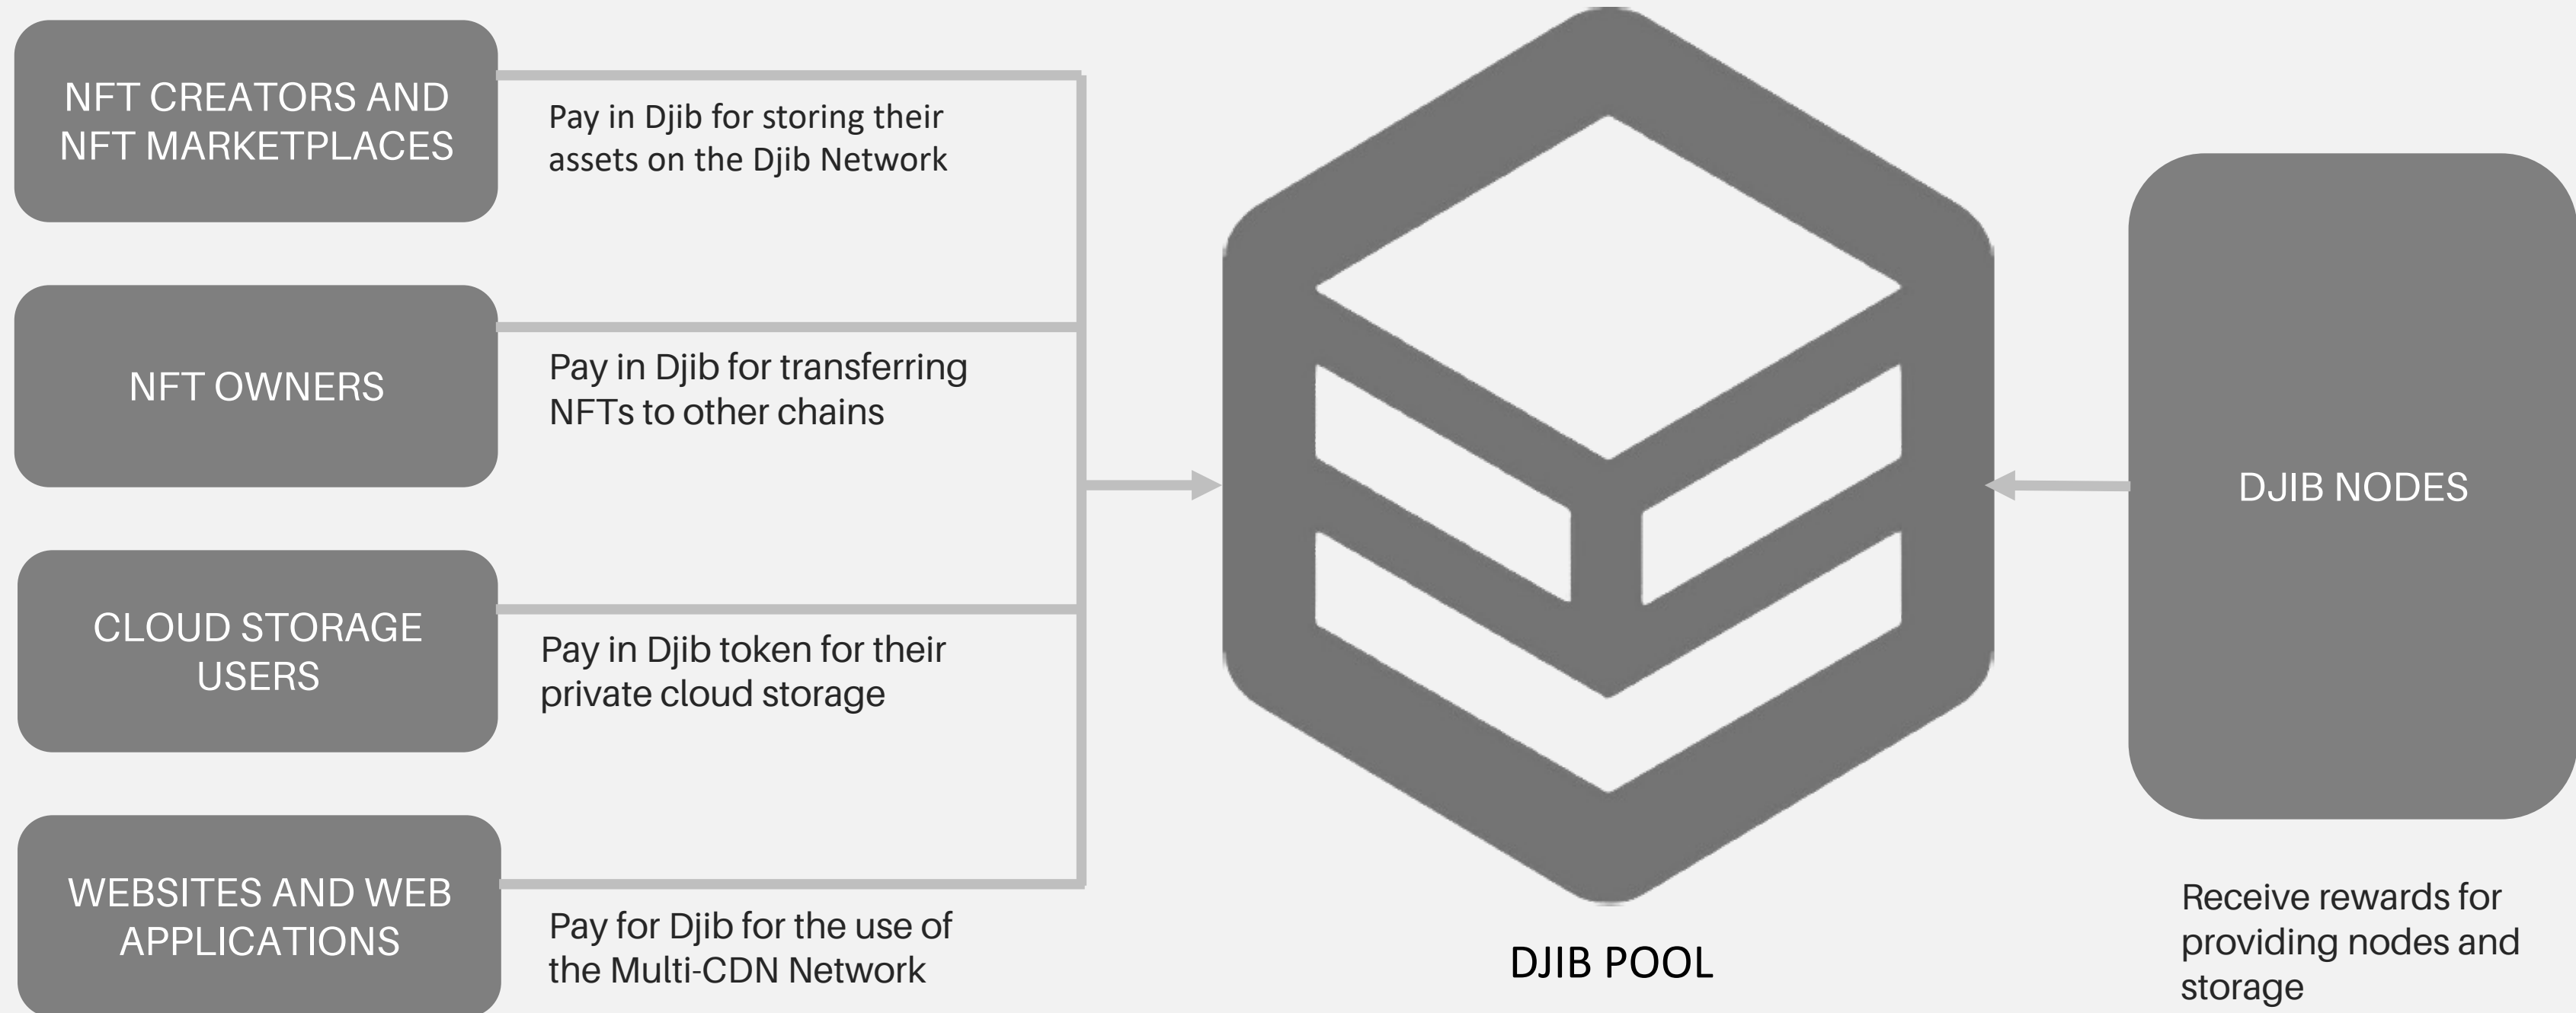 NFT CREATORS AND
NFT MARKETPLACES
Pay in Djib for storing their
assets on the Djib Network
NFT OWNERS
Pay in Djib for transferring
NFTs to other chains
CLOUD STORAGE
USERS
Pay in Djib token for their
private cloud storage
WEBSITES AND WEB
APPLICATIONS
Pay for Djib for the use of
the Multi-CDN Network
DJIB POOL
DJIB NODES
Receive rewards for
providing nodes and
storage